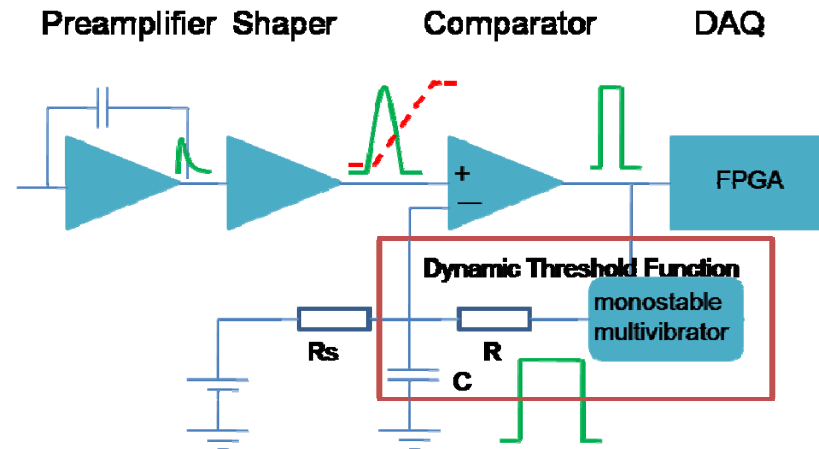 Preamplifier Shaper Comparator DAQ
+
—
FPGA
Dynamic Threshold Function
monostable
multivibrator
Rs
R
C